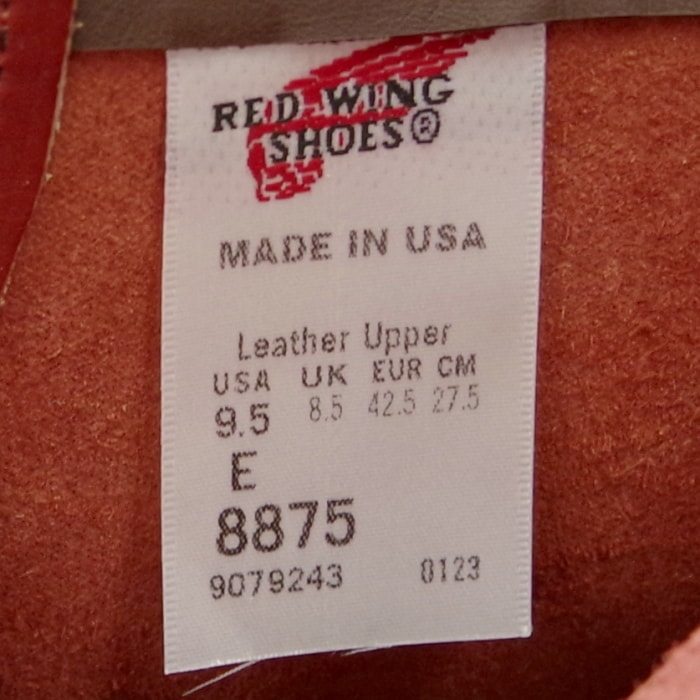 RED WING
SHOES®
MADE IN USA
Leather Upper
USA UK EUR CM
9.5 8.5 42.5 27.5
E
8875
9079243 0123